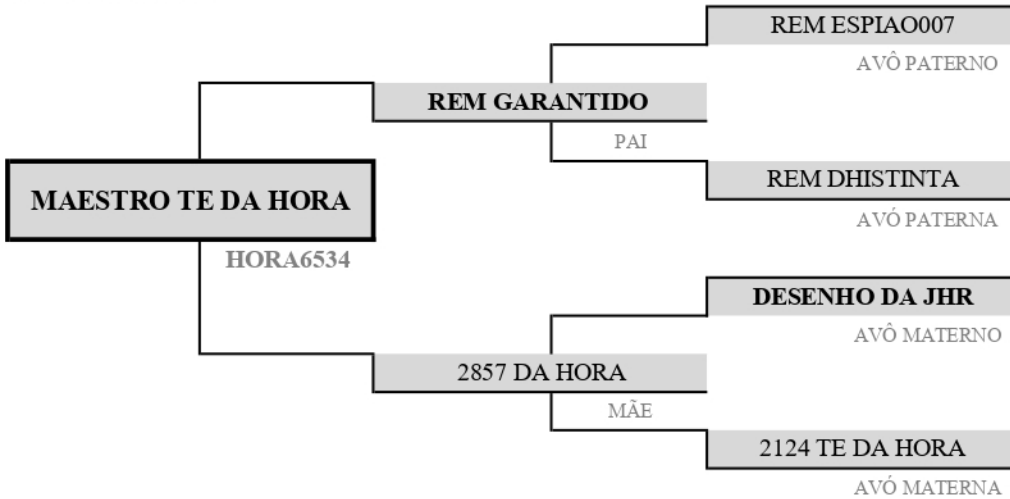 REM ESPIAO007
AVÔ PATERNO
REM GARANTIDO
PAI
REM DHISTINTA
AVÓ PATERNA
MAESTRO TE DA HORA
HORA6534
DESENHO DA JHR
AVÔ MATERNO
2857 DA HORA
MÃE
2124 TE DA HORA
AVÓ MATERNA